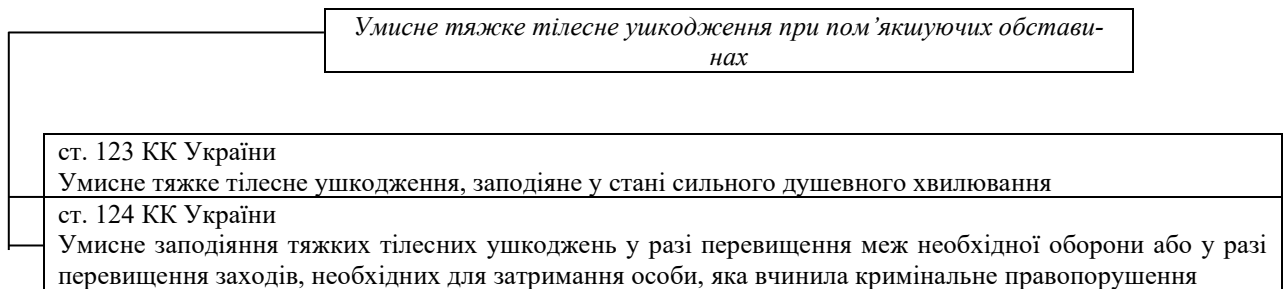 Умисне тяжке тілесне ушкодження при пом’якшуючих обстави-
нах
ст. 123 КК України
Умисне тяжке тілесне ушкодження, заподіяне у стані сильного душевного хвилювання
ст. 124 КК України
Умисне заподіяння тяжких тілесних ушкоджень у разі перевищення меж необхідної оборони або у разі
перевищення заходів, необхідних для затримання особи, яка вчинила кримінальне правопорушення